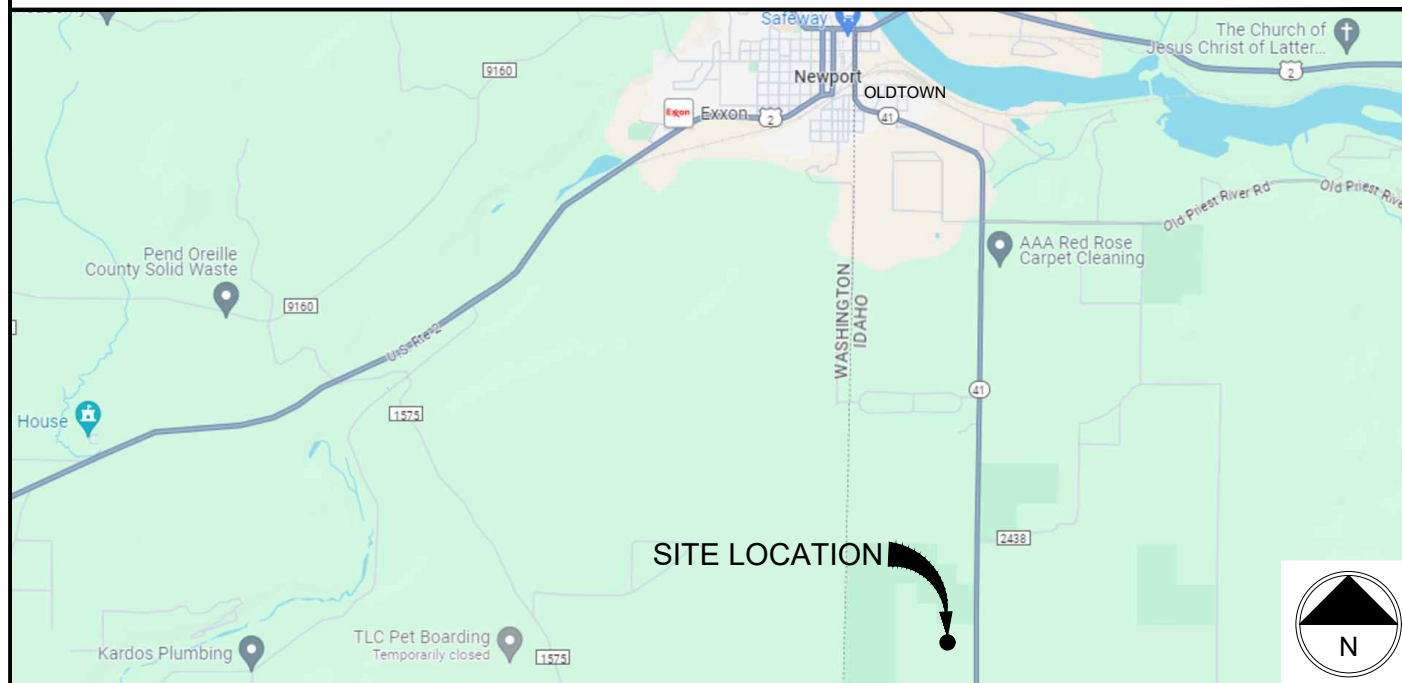 Safeway
The Church of
Jesus Christ of Latter...
9160
2
Newport
OLDTOWN
Exxon
Exxon
2
41
Old Priest River Rd
Old Priest Rive
AAA Red Rose
Carpet Cleaning
Pend Oreille
County Solid Waste
9160
WASHINGTON
IDAHO
U.S. Rte 2
41
1575
House
2438
SITE LOCATION
TLC Pet Boarding
Temporarily closed
1575
Kardos Plumbing
N